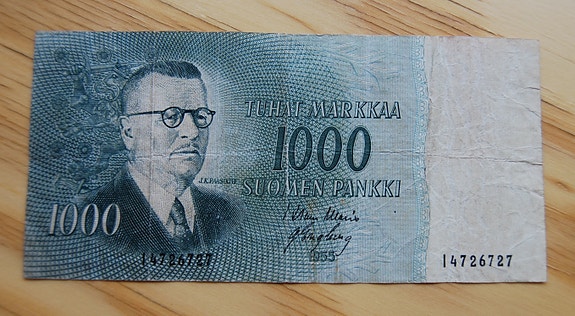 TUHAT MARKKAA
1000
SUOMEN PANKKI
J.K.PAASIKIVI
1000
1955
14726727
14726727